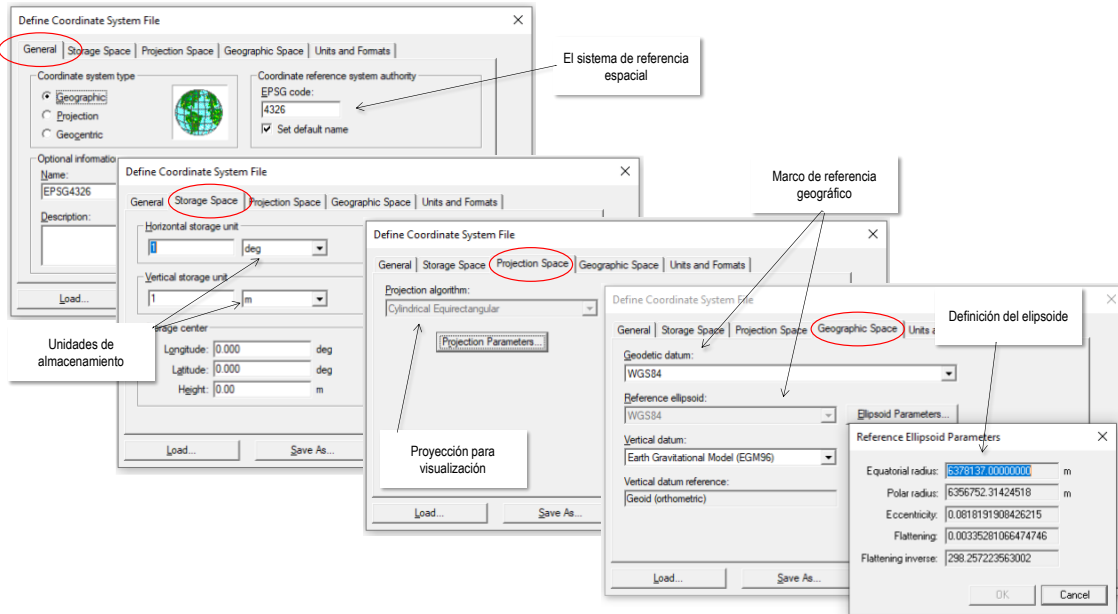 Define Coordinate System File
General Storage Space Projection Space Geographic Space Units and Formats
Coordinate system type
Geographic
Projection
Geocentric
Coordinate reference system authority
EPSG code:
4326
Set default name
Optional informatio
Name:
EPSG4326
Description:
Load...
El sistema de referencia
espacial
Define Coordinate System File
General Storage Space Projection Space Geographic Space Units and Formats
Horizontal storage unit
1 deg
Vertical storage unit
1 m
rage center
Longitude: 0.000 deg
Latitude: 0.000 deg
Height: 0.00 m
Load... Save As...
Unidades de
almacenamiento
Define Coordinate System File
General Storage Space Projection Space Geographic Space Units and Formats
Projection algorithm:
Cylindrical Equirectangular
Projection Parameters...
Load... Save As...
Proyección para
visualización
Marco de referencia
geográfico
Define Coordinate System File
General Storage Space Projection Space Geographic Space Units a
Geodetic datum:
WGS84
Reference ellipsoid:
WGS84 Ellipsoid Parameters...
Vertical datum:
Earth Gravitational Model (EGM96)
Vertical datum reference:
Geoid (orthometric)
Load... Save As...
Definición del elipsoide
Reference Ellipsoid Parameters
Equatorial radius: 6378137.00000000 m
Polar radius: 6356752.31424518 m
Eccentricity: 0.0818191908426215
Flattening: 0.00335281066474746
Flattening inverse: 298.257223563002
OK Cancel